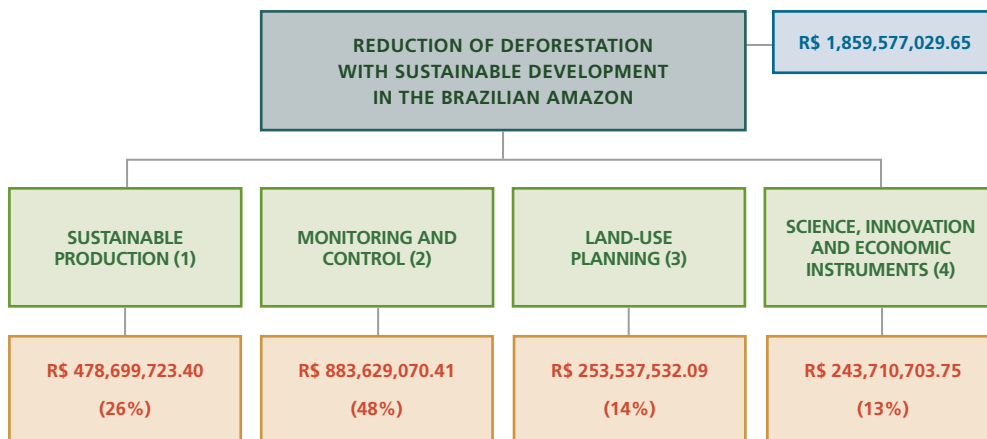 REDUCTION OF DEFORESTATION
WITH SUSTAINABLE DEVELOPMENT
IN THE BRAZILIAN AMAZON
R$ 1,859,577,029.65
SUSTAINABLE
PRODUCTION (1)
MONITORING AND
CONTROL (2)
LAND-USE
PLANNING (3)
SCIENCE, INNOVATION
AND ECONOMIC
INSTRUMENTS (4)
R$ 478,699,723.40
(26%)
R$ 883,629,070.41
(48%)
R$ 253,537,532.09
(14%)
R$ 243,710,703.75
(13%)